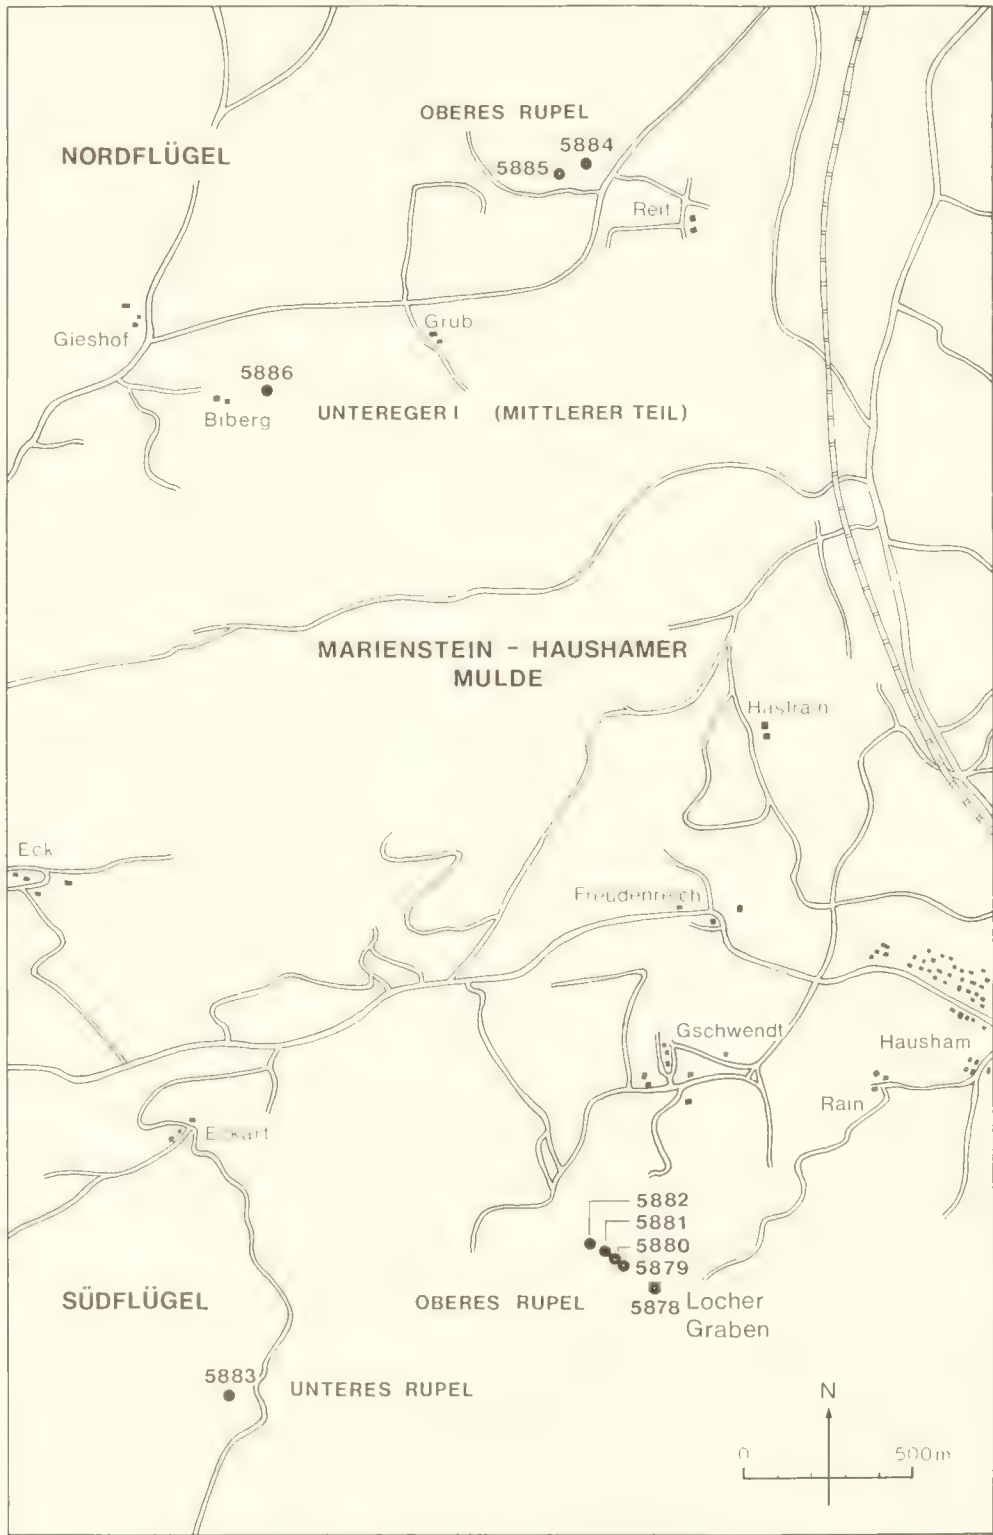 OBERES RUPEL
5884
NORDFLÜGEL
5885
Reit
Grub
Gieshof
5886
UNTEREGER I (MITTLERER TEIL)
Biberg
MARIENSTEIN - HAUSHAMER
MULDE
Eck
Freudenreich
Gschwendt
Hausham
Rain
5882
5881
5880
5879
SÜDFLÜGEL
OBERES RUPEL
5878 Locher
Graben
5883
UNTERES RUPEL
N
0 500m